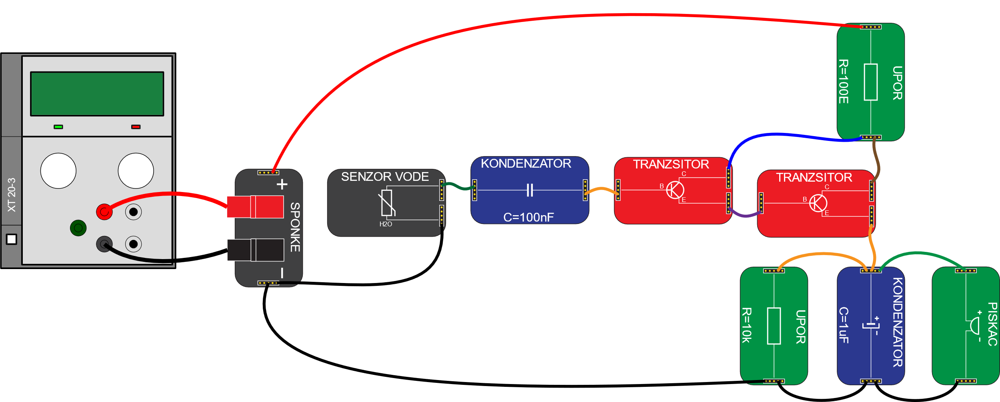 XT 20-3
+
SPONKE
−
SENZOR VODE
H2O
KONDENZATOR
C=100nF
TRANZSITOR
C
B
E
TRANZSITOR
C
B
E
UPOR
R=100E
UPOR
R=10k
KONDENZATOR
+
−
C=1uF
PISKAC
+
−